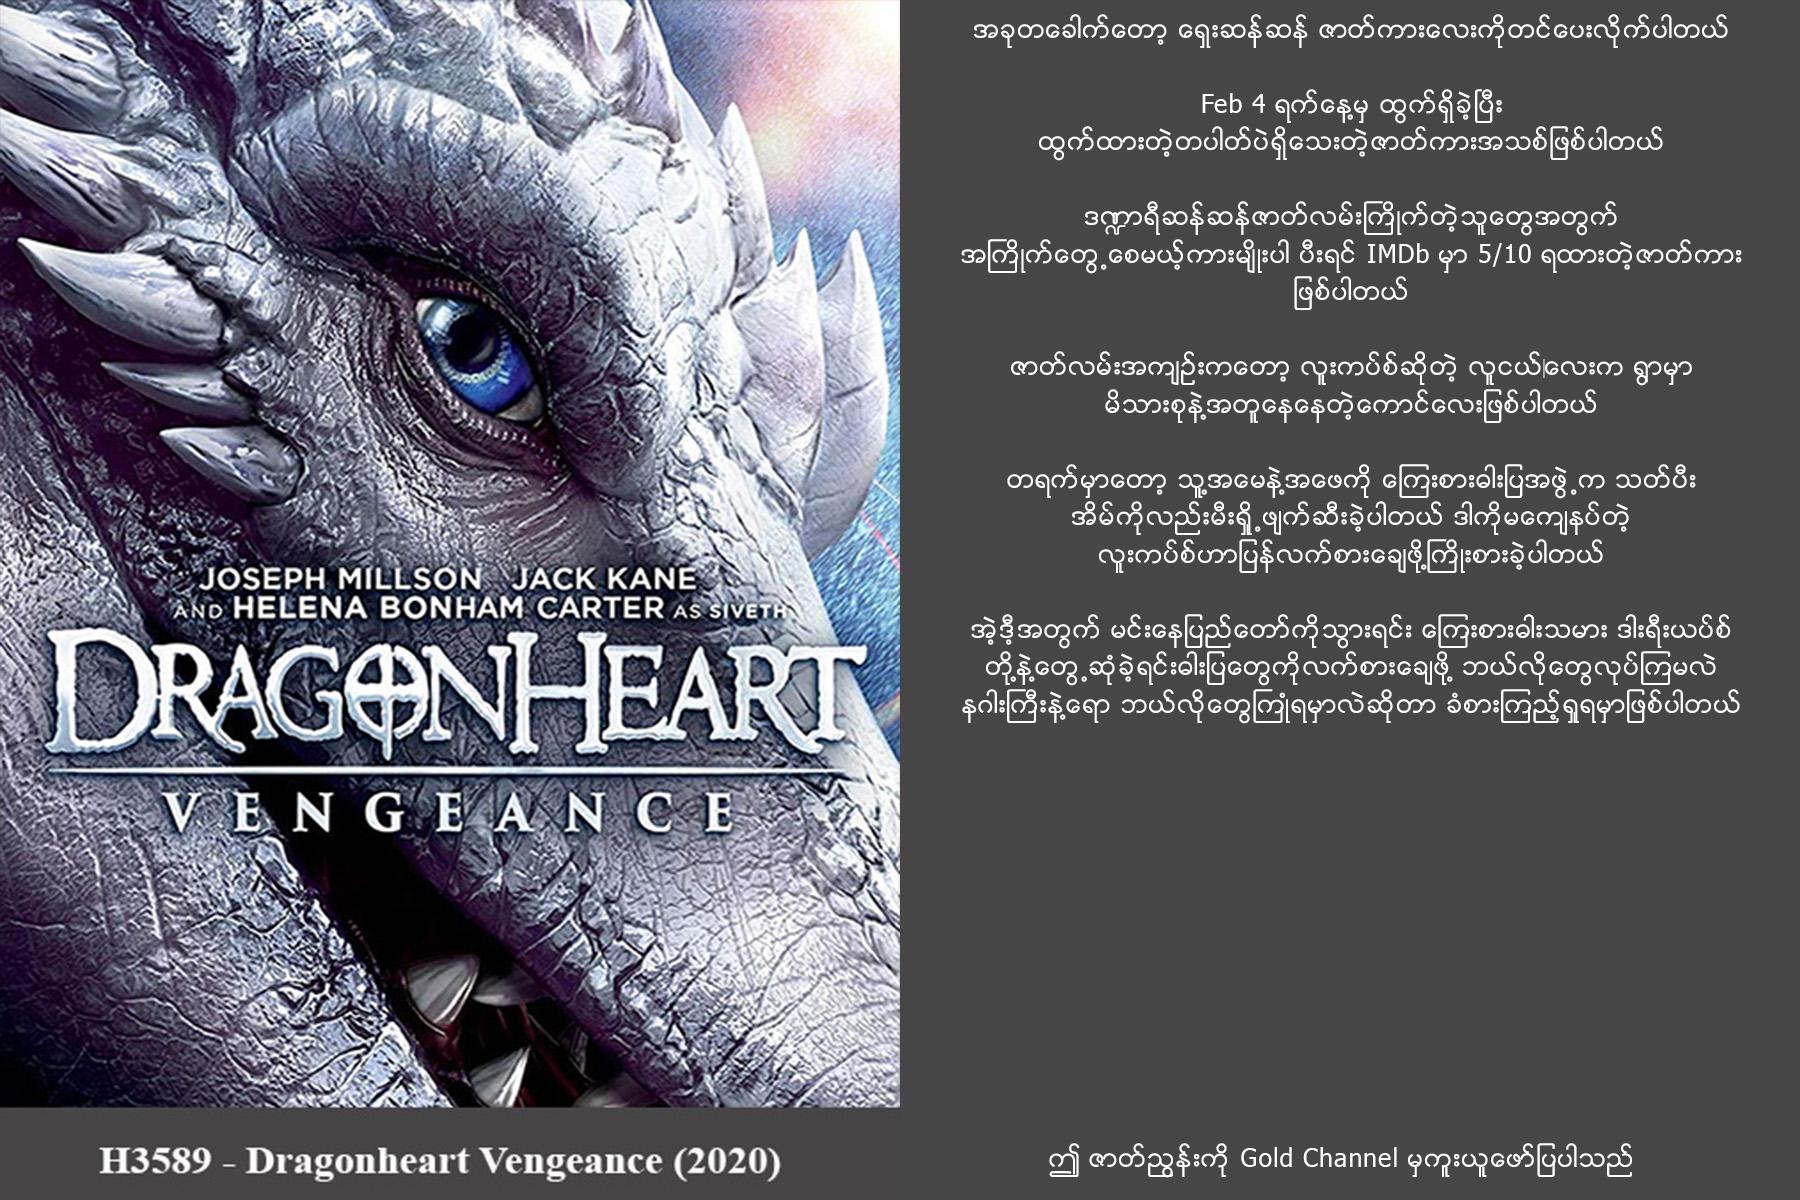 JOSEPH MILLSON JACK KANE
AND HELENA BONHAM CARTER AS SIVETH
DRAGONHEART
VENGEANCE
H3589 - Dragonheart Vengeance (2020)
အခုတခေါက်တော့ ရှေးဆန်ဆန် ဇာတ်ကားလေးကိုတင်ပေးလိုက်ပါတယ်
Feb 4 ရက်နေ့မှ ထွက်ရှိခဲ့ပြီး
ထွက်ထားတဲ့တပါတ်ပဲရှိသေးတဲ့ဇာတ်ကားအသစ်ဖြစ်ပါတယ်
ဒဏ္ဍာရီဆန်ဆန်ဇာတ်လမ်းကြိုက်တဲ့သူတွေအတွက်
အကြိုက်တွေ့စေမယ့်ကားမျိုးပါ ပီးရင် IMDb မှာ 5/10 ရထားတဲ့ဇာတ်ကား
ဖြစ်ပါတယ်
ဇာတ်လမ်းအကျဉ်းကတော့ လူးကပ်စ်ဆိုတဲ့ လူငယ်လေးက ရွာမှာ
မိသားစုနဲ့အတူနေနေတဲ့ကောင်လေးဖြစ်ပါတယ်
တရက်မှာတော့ သူ့အမေနဲ့အဖေကို ကြေးစားဓါးပြအဖွဲ့က သတ်ပီး
အိမ်ကိုလည်းမီးရှို့ဖျက်ဆီးခဲ့ပါတယ် ဒါကိုမကျေနပ်တဲ့
လူးကပ်စ်ဟာပြန်လက်စားချေဖို့ကြိုးစားခဲ့ပါတယ်
အဲ့ဒီ့အတွက် မင်းနေပြည်တော်ကိုသွားရင်း ကြေးစားဓါးသမား ဒါးရီးယပ်စ်
တို့နဲ့တွေ့ဆုံခဲ့ရင်းဓါးပြတွေကိုလက်စားချေဖို့ ဘယ်လိုတွေလုပ်ကြမလဲ
နဂါးကြီးနဲ့ရော ဘယ်လိုတွေကြုံရမှာလဲဆိုတာ ခံစားကြည့်ရှုရမှာဖြစ်ပါတယ်
ဤ ဇာတ်ညွှန်းကို Gold Channel မှကူးယူဖော်ပြပါသည်